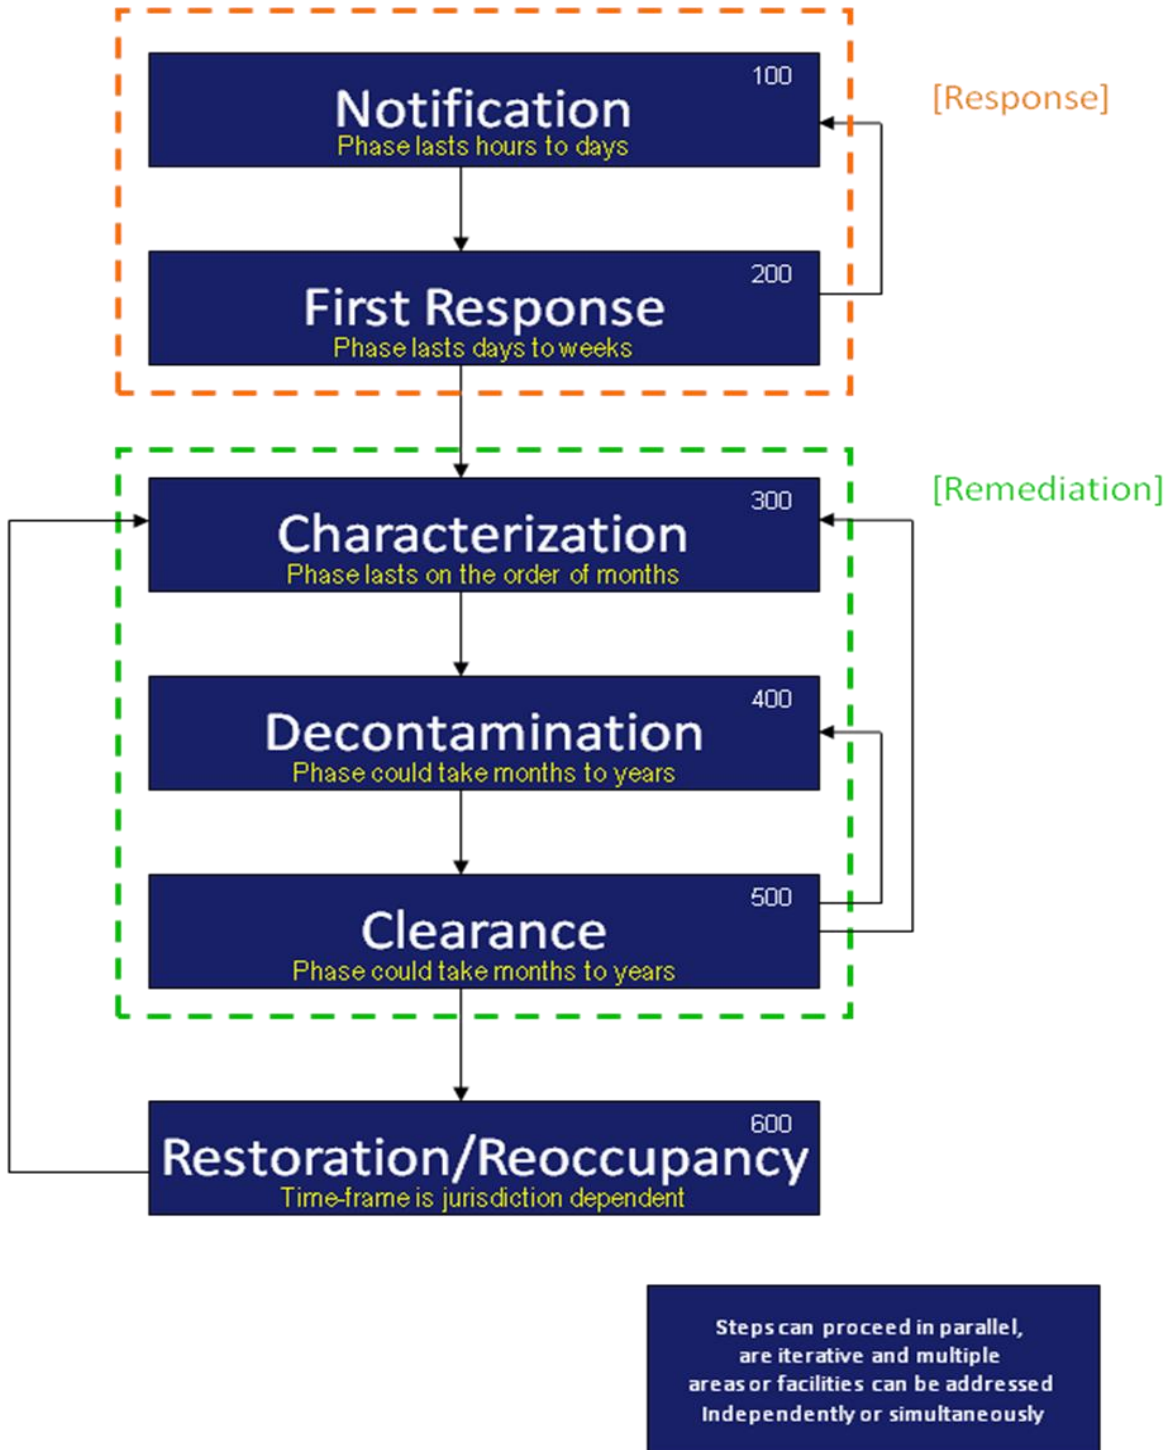 100
[Response]
Notification
Phase lasts hours to days
200
First Response
Phase lasts days to weeks
[Remediation]
300
Characterization
Phase lasts on the order of months
400
Decontamination
Phase could take months to years
500
Clearance
Phase could take months to years
600
Restoration/Reoccupancy
Time-frame is jurisdiction dependent
Steps can proceed in parallel,
are iterative and multiple
areas or facilities can be addressed
Independently or simultaneously